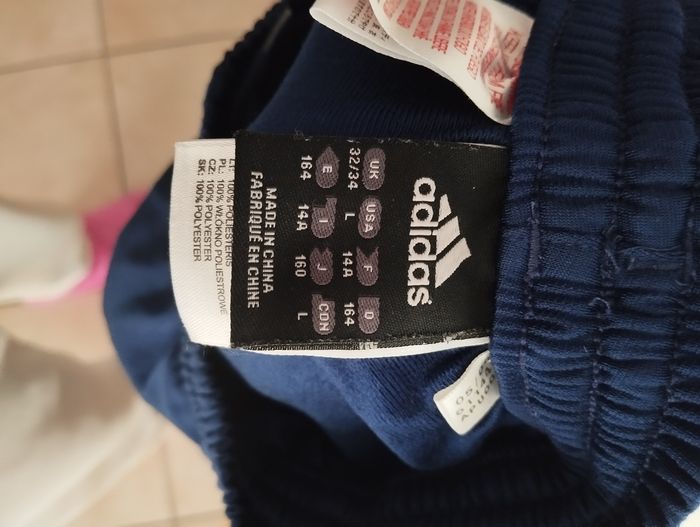 adidas
UK USA F D
32/34 L 14A 164
E I J CDN
164 14A 160 L
MADE IN CHINA
FABRIQUÉ EN CHINE
LT: 100% POLIESTERIS
PL: 100% WŁÓKNO POLIESTROWE
CZ: 100% POLYESTER
SK: 100% POLYESTER